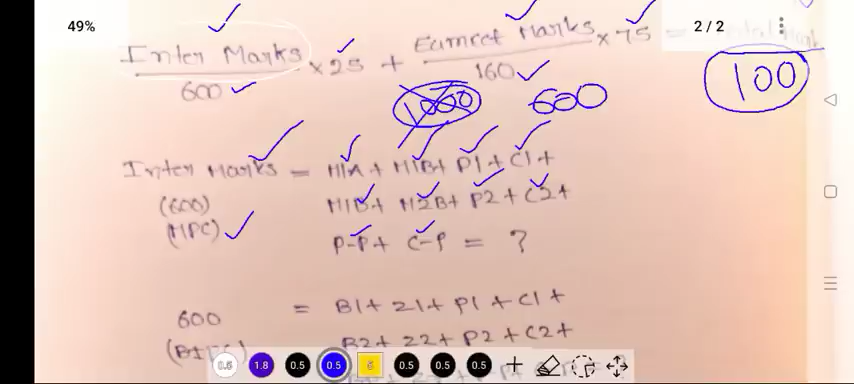 49%
2/2
Inter Marks × 25 + Eamcet Marks × 75 =
600 160
1000 600 100
Inter Marks = M1A + M1B + P1 + C1 +
(600) M1B + M2B + P2 + C2 +
(MPC) P-P + C-P = ?
600 = B1 + Z1 + P1 + C1 +
B2 + Z2 + P2 + C2 +
0.5 1.8 0.5 0.5 5 0.5 0.5 0.5